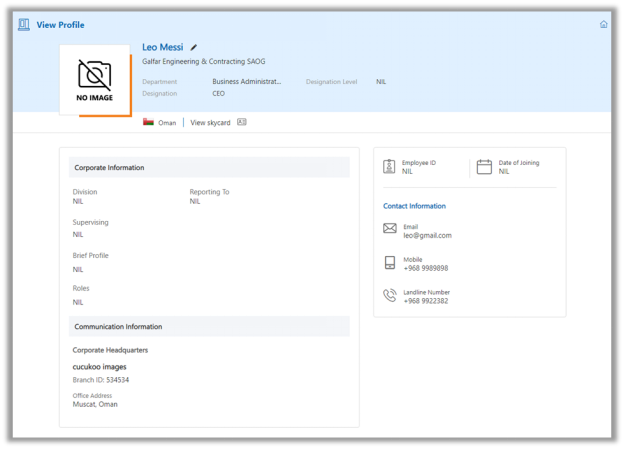 View Profile
Leo Messi
Galfar Engineering & Contracting SAOG
Department Business Administrat... Designation Level NIL
Designation CEO
NO IMAGE
Oman | View skycard
Corporate Information
Division Reporting To
NIL NIL
Supervising
NIL
Brief Profile
NIL
Roles
NIL
Communication Information
Corporate Headquarters
cucukoo images
Branch ID: 534534
Office Address
Muscat, Oman
Employee ID Date of Joining
NIL NIL
Contact Information
Email
leo@gmail.com
Mobile
+968 9989898
Landline Number
+968 9922382